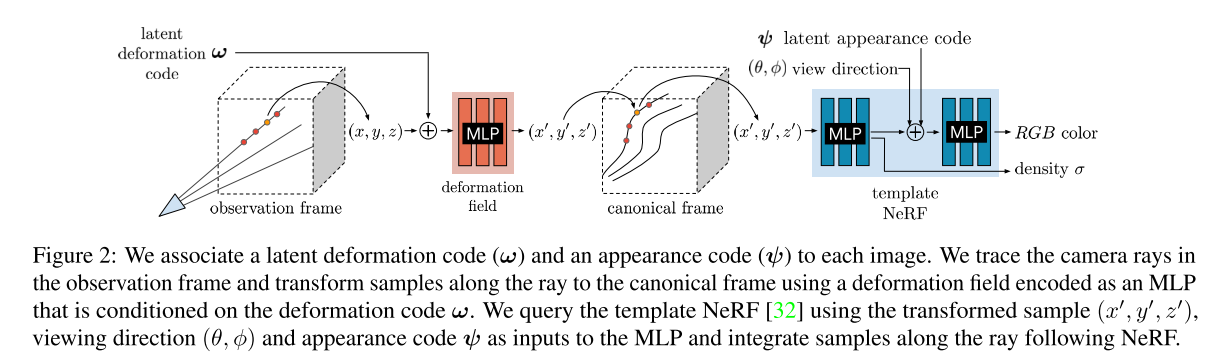 latent
deformation ω
code
ψ latent appearance code
(θ, ϕ) view direction
(x, y, z)
MLP
(x′, y′, z′)
(x′, y′, z′)
MLP
MLP
RGB color
density σ
observation frame
deformation
field
canonical frame
template
NeRF
Figure 2: We associate a latent deformation code (ω) and an appearance code (ψ) to each image. We trace the camera rays in
the observation frame and transform samples along the ray to the canonical frame using a deformation field encoded as an MLP
that is conditioned on the deformation code ω. We query the template NeRF [32] using the transformed sample (x′, y′, z′),
viewing direction (θ, ϕ) and appearance code ψ as inputs to the MLP and integrate samples along the ray following NeRF.